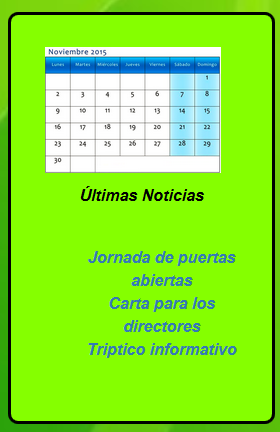 Noviembre 2015
Lunes Martes Miércoles Jueves Viernes Sábado Domingo
1
2 3 4 5 6 7 8
9 10 11 12 13 14 15
16 17 18 19 20 21 22
23 24 25 26 27 28 29
30
Últimas Noticias
Jornada de puertas
abiertas
Carta para los
directores
Triptico informativo